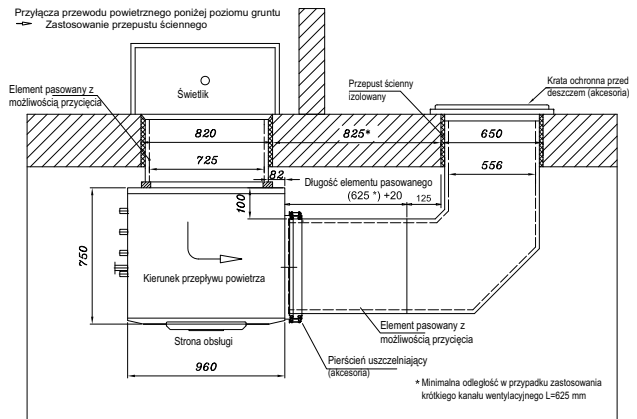 Przyłącza przewodu powietrznego poniżej poziomu gruntu
Zastosowanie przepustu ściennego
Element pasowany z
możliwością przycięcia
Świetlik
Przepust ścienny
izolowany
Krata ochronna przed
deszczem (akcesoria)
820
825*
650
725
556
82
Długość elementu pasowanego
(625 *) +20
125
100
750
Kierunek przepływu powietrza
Strona obsługi
960
Element pasowany z
możliwością przycięcia
Pierścień uszczelniający
(akcesoria)
* Minimalna odległość w przypadku zastosowania
krótkiego kanału wentylacyjnego L=625 mm